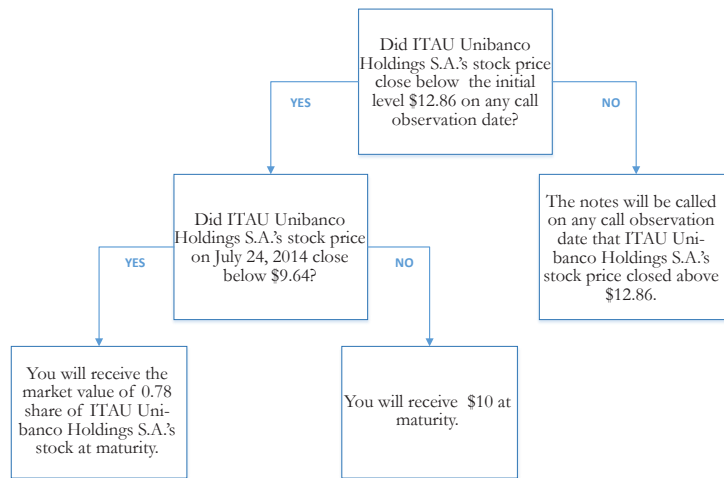 Did ITAU Unibanco
Holdings S.A.'s stock price
close below the initial
level $12.86 on any call
observation date?
YES
NO
Did ITAU Unibanco
Holdings S.A.'s stock price
on July 24, 2014 close
below $9.64?
The notes will be called
on any call observation
date that ITAU Uni-
banco Holdings S.A.'s
stock price closed above
$12.86.
YES
NO
You will receive the
market value of 0.78
share of ITAU Uni-
banco Holdings S.A.'s
stock at maturity.
You will receive $10 at
maturity.